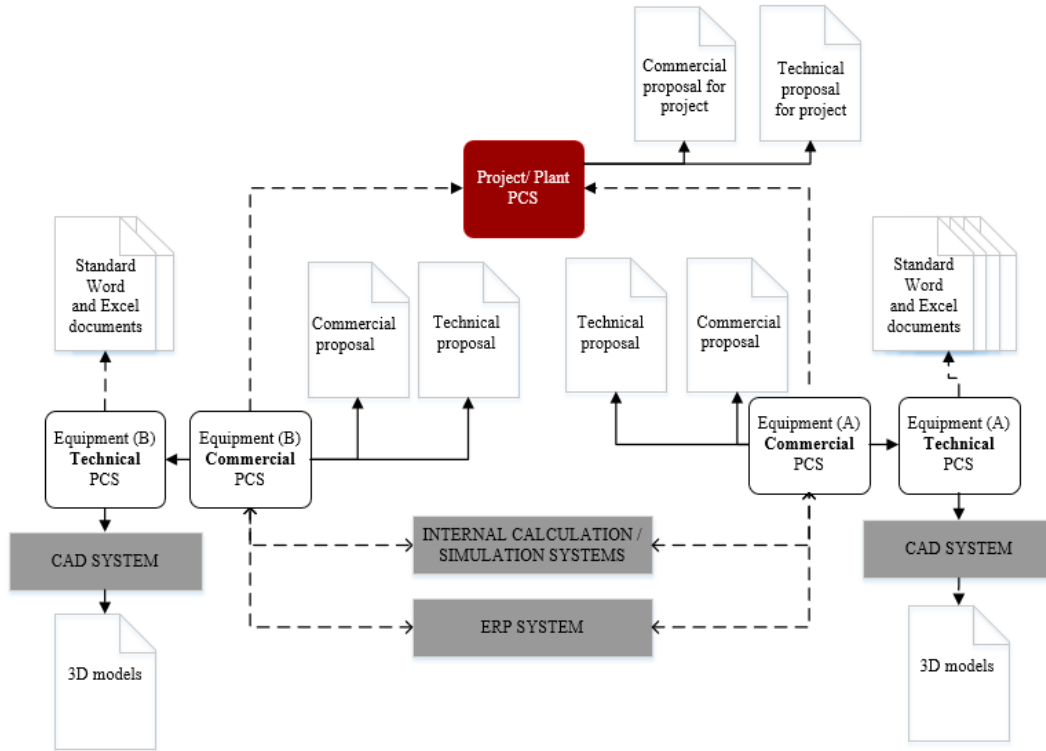 Commercial
proposal for
project
Technical
proposal
for project
Project/ Plant
PCS
Standard
Word
and Excel
documents
Commercial
proposal
Technical
proposal
Technical
proposal
Commercial
proposal
Standard
Word
and Excel
documents
Equipment (B)
Technical
PCS
Equipment (B)
Commercial
PCS
Equipment (A)
Commercial
PCS
Equipment (A)
Technical
PCS
CAD SYSTEM
INTERNAL CALCULATION /
SIMULATION SYSTEMS
CAD SYSTEM
ERP SYSTEM
3D models
3D models